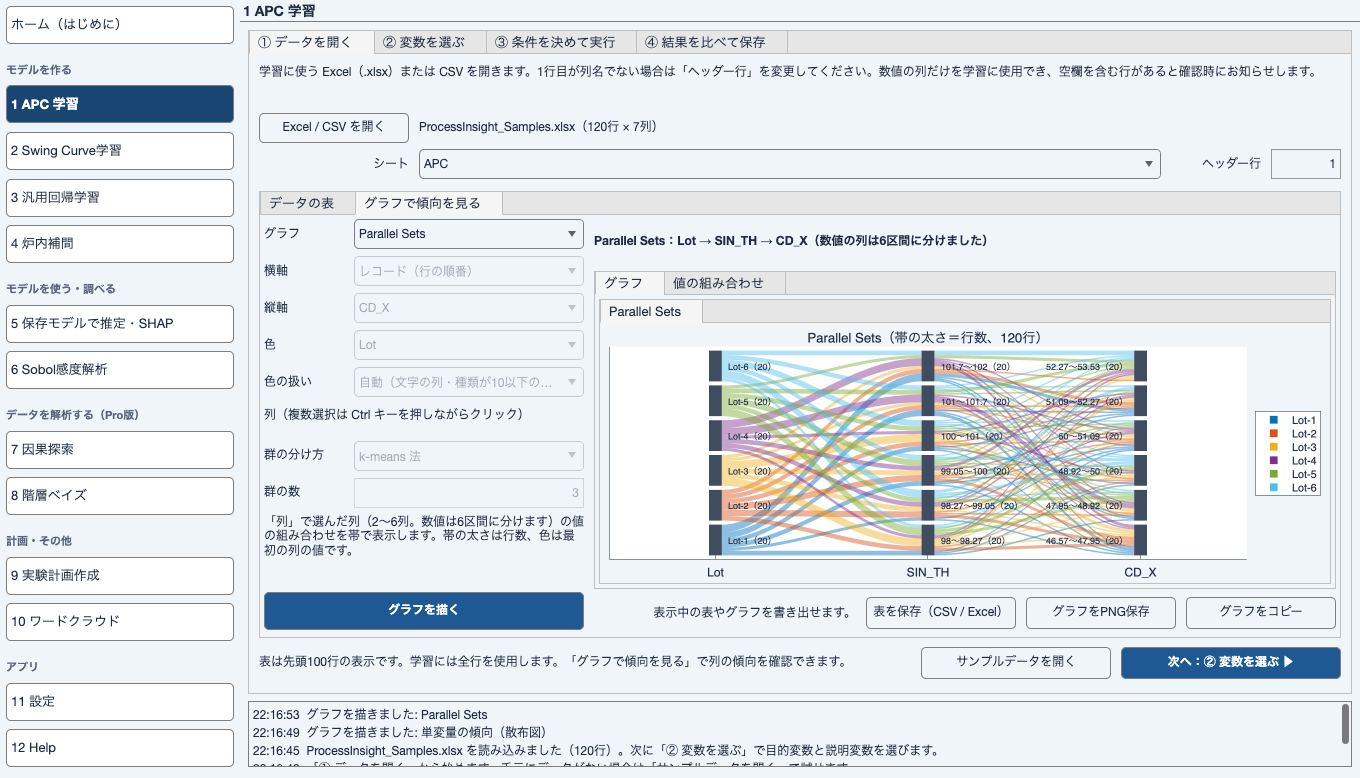 ホーム（はじめに）
モデルを作る
1 APC 学習
2 Swing Curve学習
3 汎用回帰学習
4 炉内補間
モデルを使う・調べる
5 保存モデルで推定・SHAP
6 Sobol感度解析
データを解析する（Pro版）
7 因果探索
8 階層ベイズ
計画・その他
9 実験計画作成
10 ワードクラウド
アプリ
11 設定
12 Help
1 APC 学習
① データを開く
② 変数を選ぶ
③ 条件を決めて実行
④ 結果を比べて保存
学習に使う Excel（.xlsx）または CSV を開きます。1行目が列名でない場合は「ヘッダー行」を変更してください。数値の列だけを学習に使用でき、空欄を含む行があると確認時にお知らせします。
Excel / CSV を開く
ProcessInsight_Samples.xlsx（120行 × 7列）
シート
APC
ヘッダー行
1
データの表
グラフで傾向を見る
グラフ
Parallel Sets
横軸
レコード（行の順番）
縦軸
CD_X
色
Lot
色の扱い
自動（文字の列・種類が10以下の...
列（複数選択は Ctrl キーを押しながらクリック）
群の分け方
k-means 法
群の数
3
「列」で選んだ列（2〜6列。数値は6区間に分けます）の値
の組み合わせを帯で表示します。帯の太さは行数、色は最
初の列の値です。
グラフを描く
Parallel Sets：Lot → SIN_TH → CD_X（数値の列は6区間に分けました）
グラフ
値の組み合わせ
Parallel Sets
Parallel Sets（帯の太さ＝行数、120行）
Lot-6（20）
101.7〜102（20）
52.27〜53.53（20）
Lot-5（20）
101〜101.7（20）
51.09〜52.27（20）
Lot-4（20）
100〜101（20）
50〜51.09（20）
Lot-3（20）
99.05〜100（20）
48.92〜50（20）
Lot-2（20）
98.27〜99.05（20）
47.95〜48.92（20）
Lot-1（20）
98〜98.27（20）
46.57〜47.95（20）
Lot
SIN_TH
CD_X
Lot-1
Lot-2
Lot-3
Lot-4
Lot-5
Lot-6
表示中の表やグラフを書き出せます。
表を保存（CSV / Excel）
グラフをPNG保存
グラフをコピー
表は先頭100行の表示です。学習には全行を使用します。「グラフで傾向を見る」で列の傾向を確認できます。
サンプルデータを開く
次へ：② 変数を選ぶ ▶
22:16:53 グラフを描きました: Parallel Sets
22:16:49 グラフを描きました: 単変量の傾向（散布図）
22:16:45 ProcessInsight_Samples.xlsx を読み込みました（120行）。次に「② 変数を選ぶ」で目的変数と説明変数を選びます。